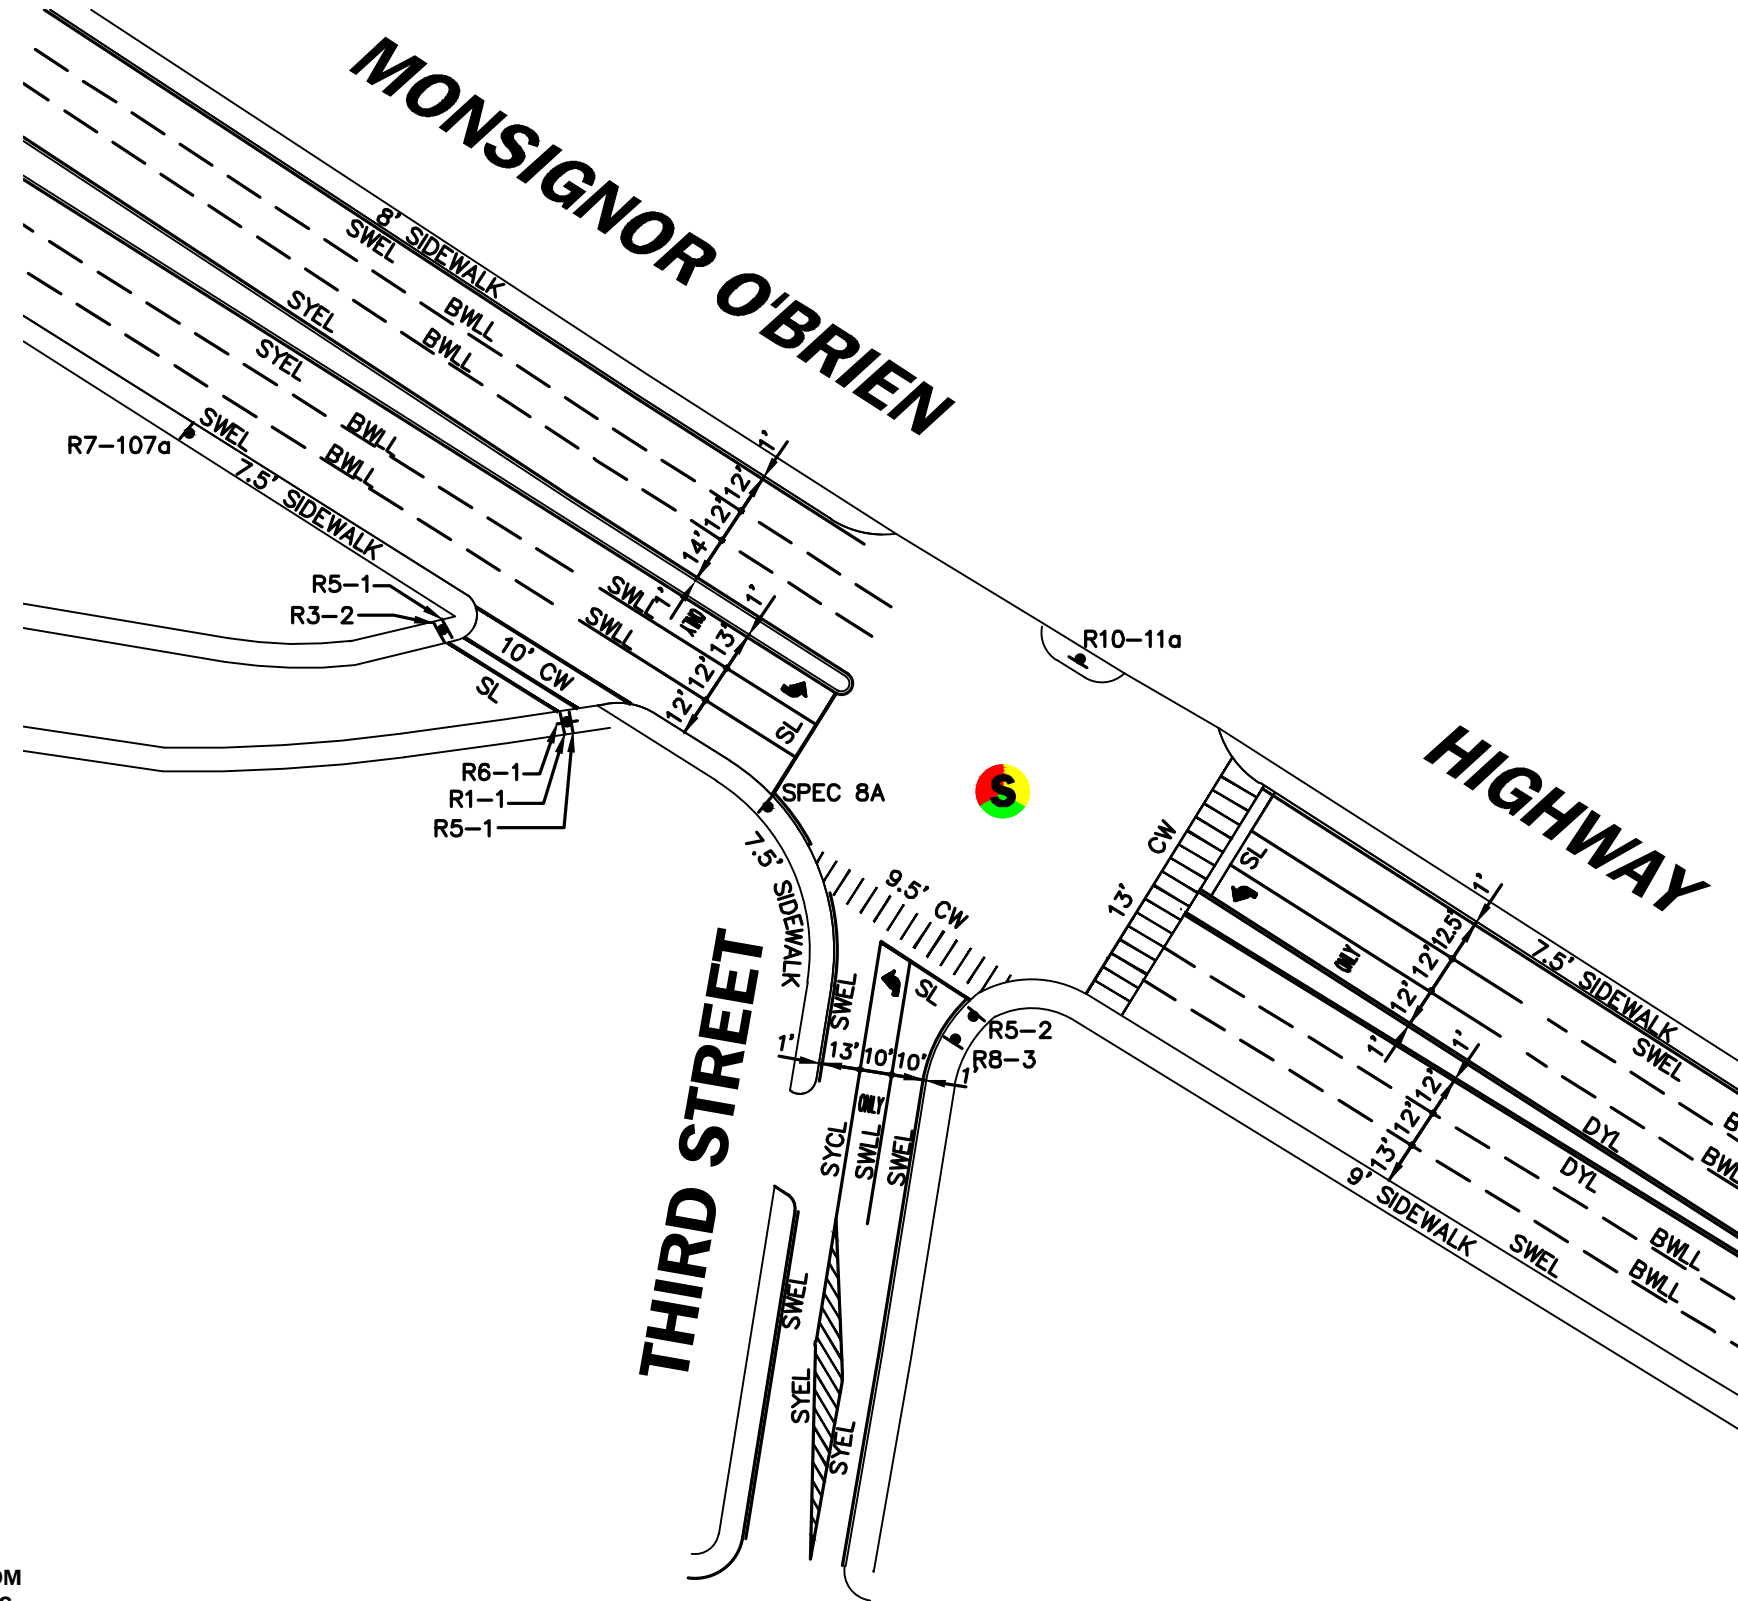 MONSIGNOR O'BRIEN
HIGHWAY
THIRD STREET
8' SIDEWALK
SWEL
BWLL
BWLL
SYEL
SYEL
BWLL
BWLL
SWEL
R7-107a
7.5' SIDEWALK
R5-1
R3-2
10' CW
SL
R6-1
R1-1
R5-1
1'
12'
12'
14'
1'
SWLL
SWLL
ONLY
1'
13'
12'
12'
SL
SPEC 8A
7.5' SIDEWALK
S
R10-11a
CW
13'
SL
ONLY
9.5' CW
SL
SWEL
R5-2
R8-3
1'
13'
10'
10'
1'
ONLY
SYCL
SWLL
SWEL
SWEL
SYEL
SYEL
1'
12.5'
12'
12'
1'
7.5' SIDEWALK
SWEL
1'
12'
12'
13'
9' SIDEWALK
DYL
DYL
SWEL
BWLL
BWLL
BWL
B
OM